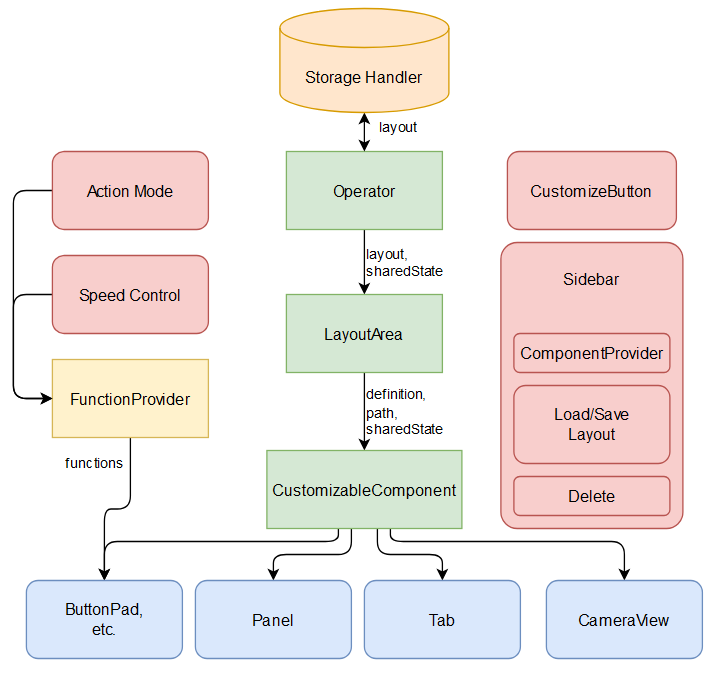 Storage Handler
layout
Action Mode
Operator
CustomizeButton
layout,
sharedState
Sidebar
Speed Control
LayoutArea
ComponentProvider
FunctionProvider
definition,
path,
sharedState
Load/Save
Layout
functions
CustomizableComponent
Delete
ButtonPad,
etc.
Panel
Tab
CameraView